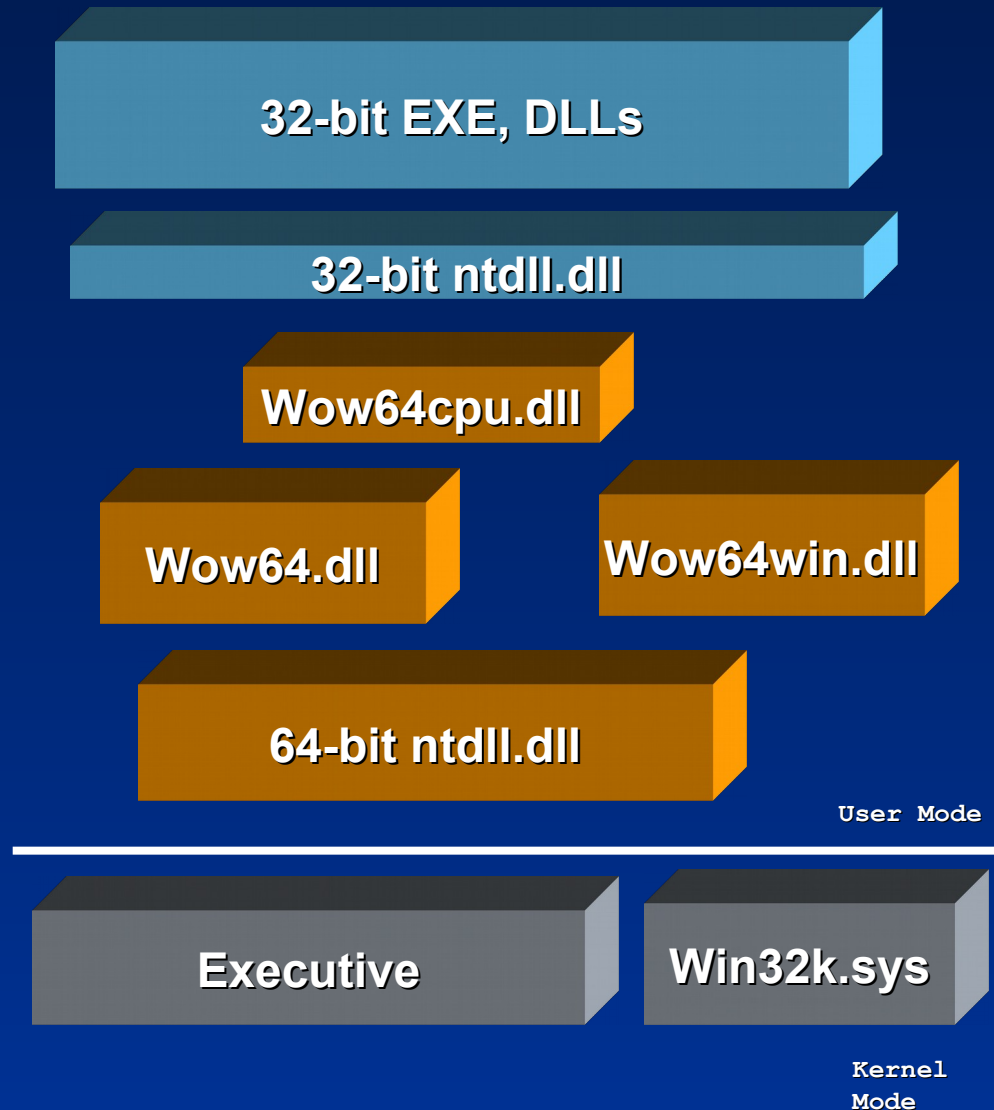 32-bit EXE, DLLs
32-bit ntdll.dll
Wow64cpu.dll
Wow64.dll
Wow64win.dll
64-bit ntdll.dll
User Mode
Executive
Win32k.sys
Kernel
Mode